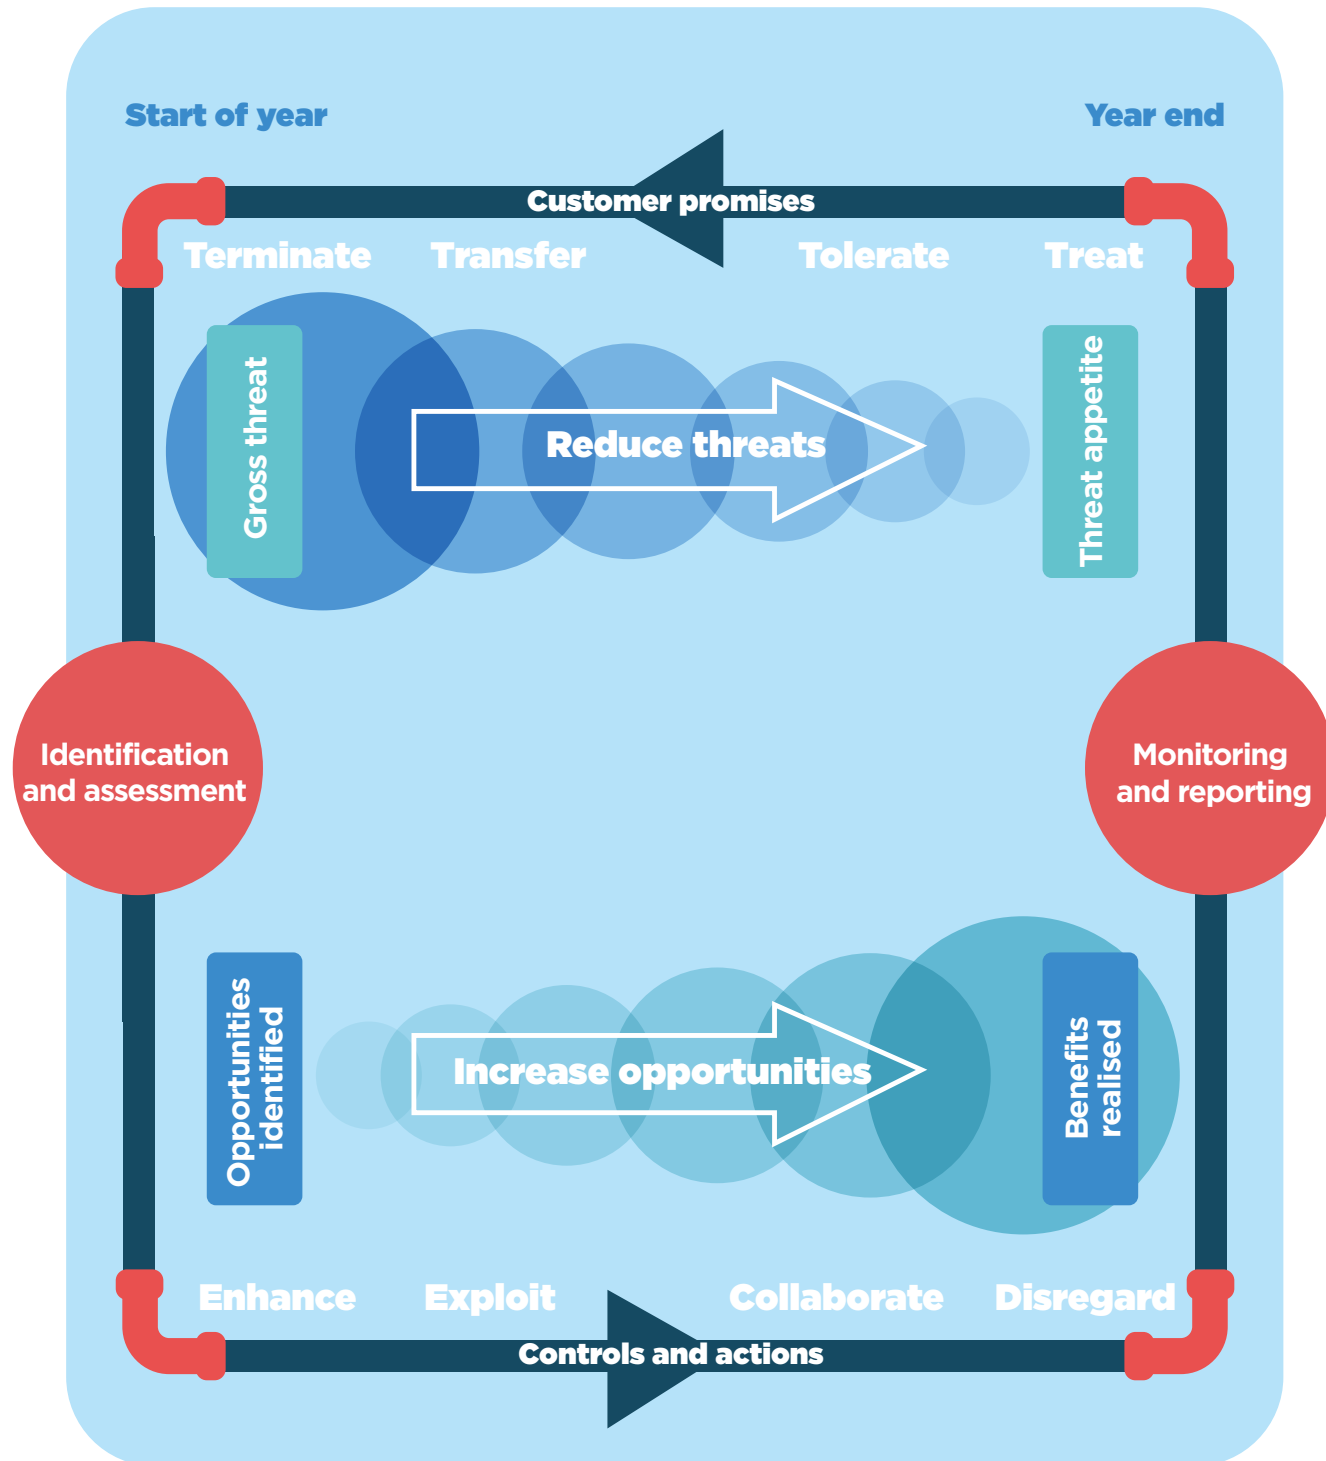 Start of year
Year end
Customer promises
Terminate
Transfer
Tolerate
Treat
Gross threat
Reduce threats
Threat appetite
Identification
and assessment
Monitoring
and reporting
Opportunities
identified
Increase opportunities
Benefits
realised
Enhance
Exploit
Collaborate
Disregard
Controls and actions